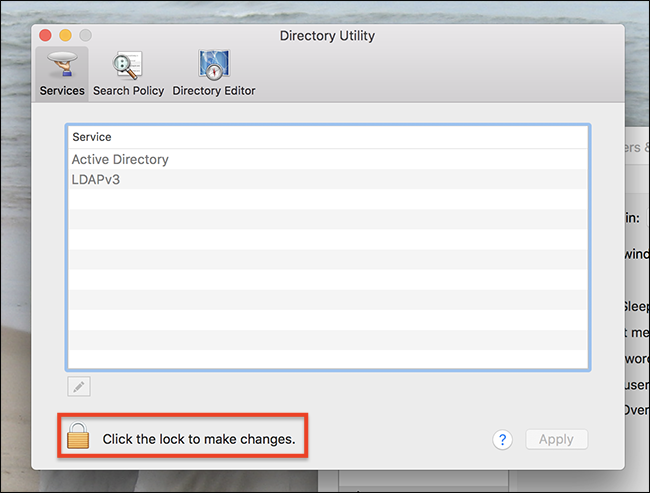 Directory Utility
Services Search Policy Directory Editor
Service
Active Directory
LDAPv3
Click the lock to make changes.
? Apply
ers &
in:
wind
Sleep
t me
word
user
Over